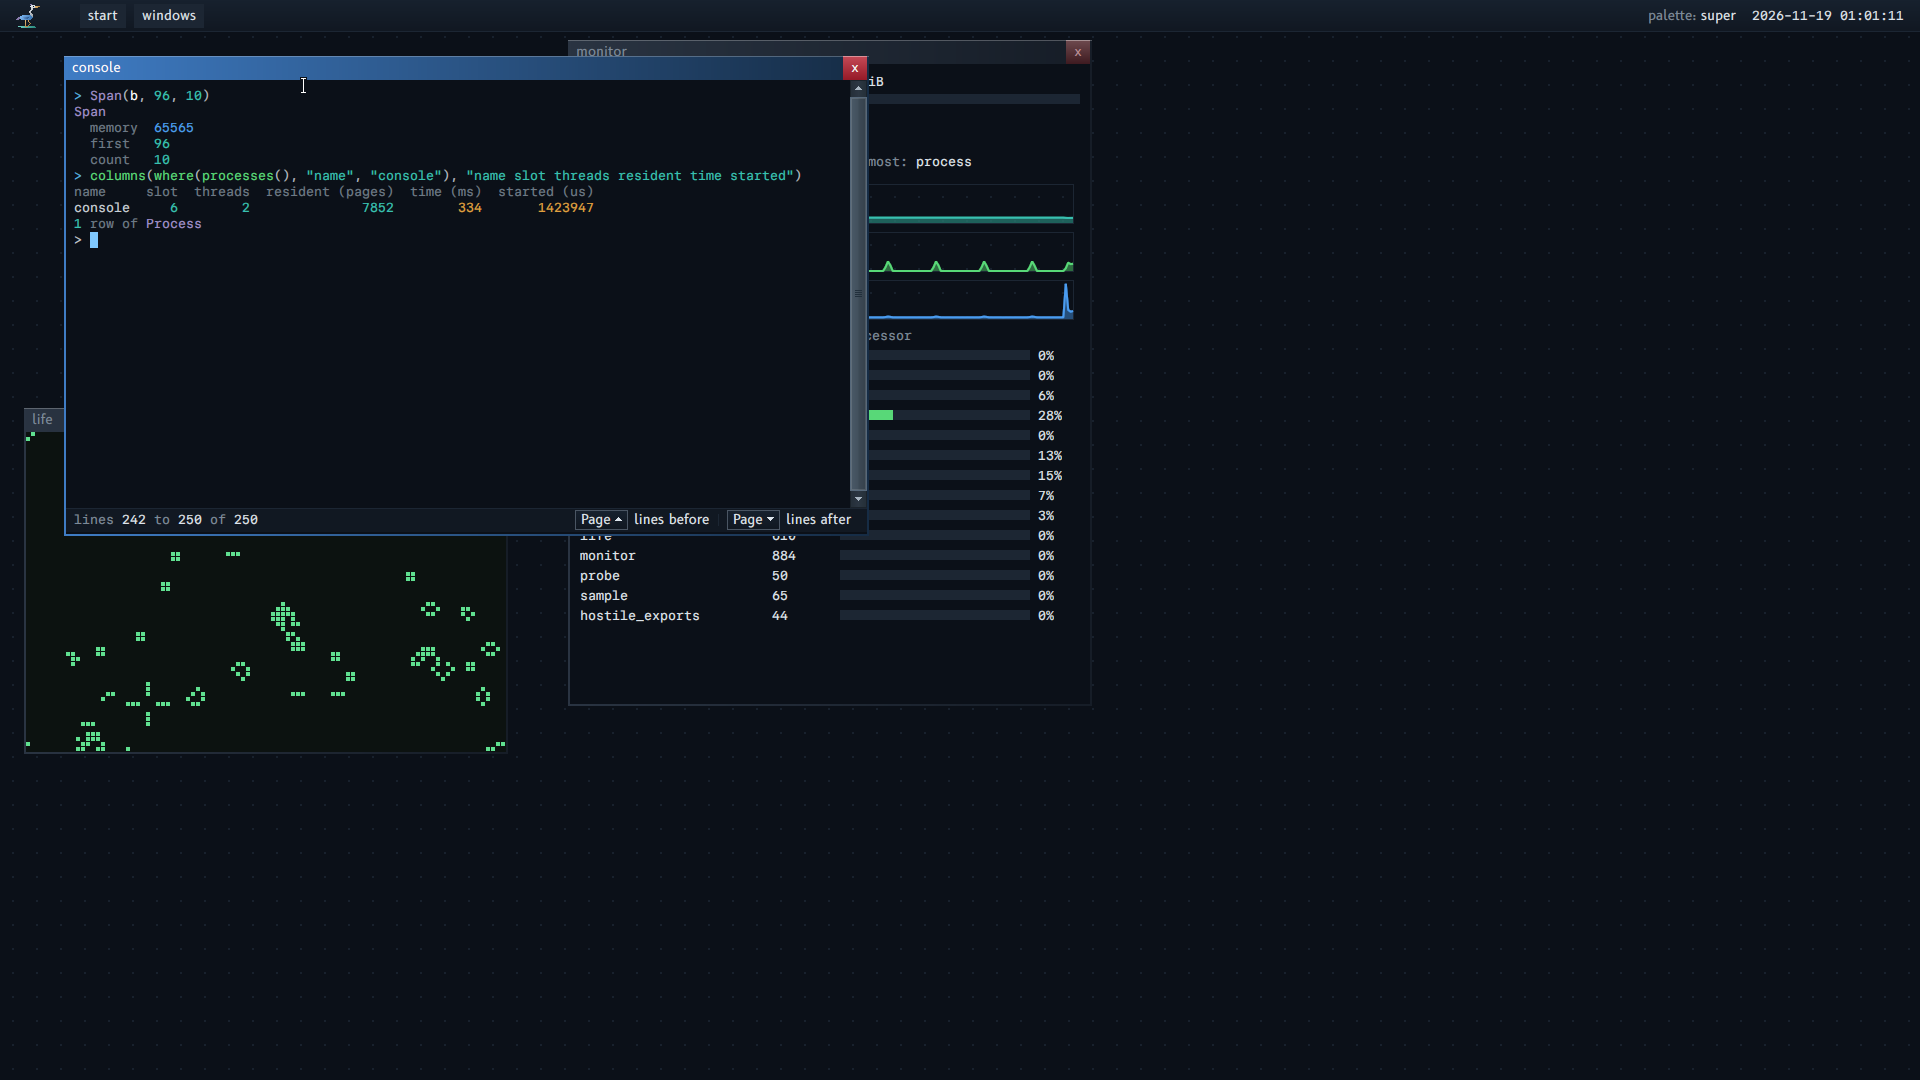 start windows palette: super 2026-11-19 01:01:11
monitor x
console x
iB
> Span(b, 96, 10)
Span
memory 65565
first 96
count 10
> columns(where(processes(), "name", "console"), "name slot threads resident time started")
name slot threads resident (pages) time (ms) started (us)
console 6 2 7852 334 1423947
1 row of Process
>
most: process
cessor
0%
0%
6%
28%
0%
13%
15%
7%
3%
lines 242 to 250 of 250 Page lines before Page lines after
life
0%
monitor 884 0%
probe 50 0%
sample 65 0%
hostile_exports 44 0%